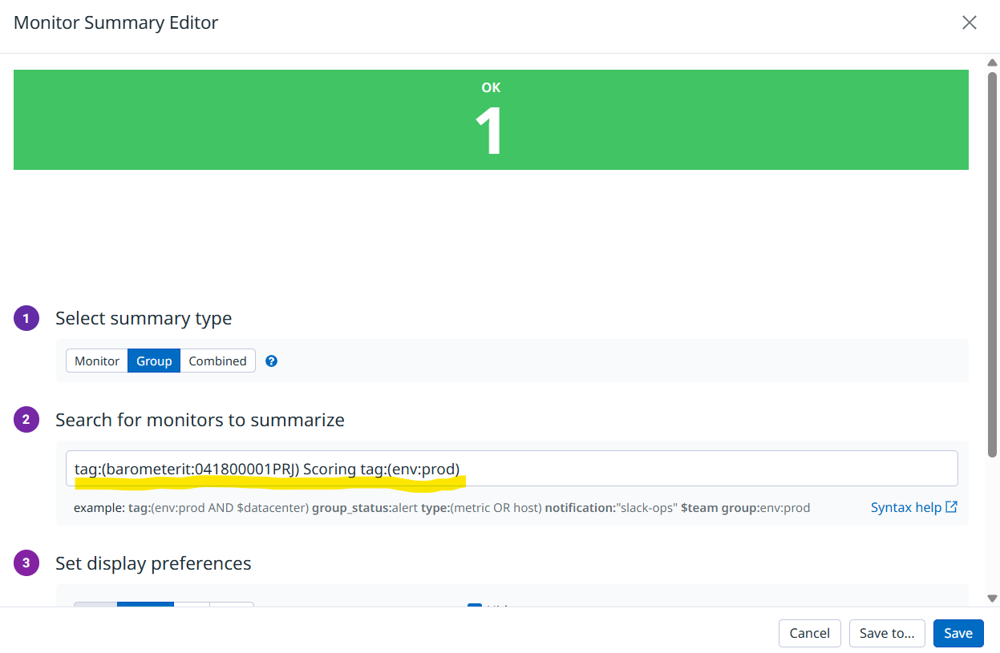 Monitor Summary Editor
OK
1
1 Select summary type
Monitor Group Combined ?
2 Search for monitors to summarize
tag:(barometerit:041800001PRJ) Scoring tag:(env:prod)
example: tag:(env:prod AND $datacenter) group_status:alert type:(metric OR host) notification:"slack-ops" $team group:env:prod Syntax help
3 Set display preferences
Cancel Save to... Save